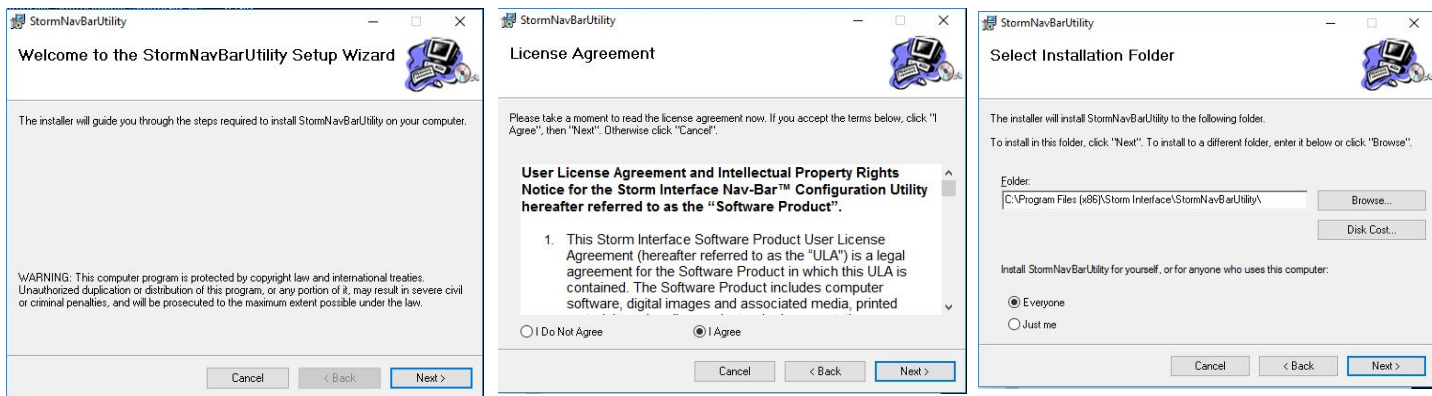 StormNavBarUtility
Welcome to the StormNavBarUtility Setup Wizard
The installer will guide you through the steps required to install StormNavBarUtility on your computer.
WARNING: This computer program is protected by copyright law and international treaties.
Unauthorized duplication or distribution of this program, or any portion of it, may result in severe civil
or criminal penalties, and will be prosecuted to the maximum extent possible under the law.
Cancel
< Back
Next >
StormNavBarUtility
License Agreement
Please take a moment to read the license agreement now. If you accept the terms below, click "I
Agree", then "Next". Otherwise click "Cancel".
User License Agreement and Intellectual Property Rights
Notice for the Storm Interface Nav-Bar™ Configuration Utility
hereafter referred to as the “Software Product”.
1. This Storm Interface Software Product User License
Agreement (hereafter referred to as the “ULA”) is a legal
agreement for the Software Product in which this ULA is
contained. The Software Product includes computer
software, digital images and associated media, printed
I Do Not Agree
I Agree
Cancel
< Back
Next >
StormNavBarUtility
Select Installation Folder
The installer will install StormNavBarUtility to the following folder.
To install in this folder, click "Next". To install to a different folder, enter it below or click "Browse".
Folder:
C:\Program Files (x86)\Storm Interface\StormNavBarUtility\
Browse...
Disk Cost...
Install StormNavBarUtility for yourself, or for anyone who uses this computer:
Everyone
Just me
Cancel
< Back
Next >